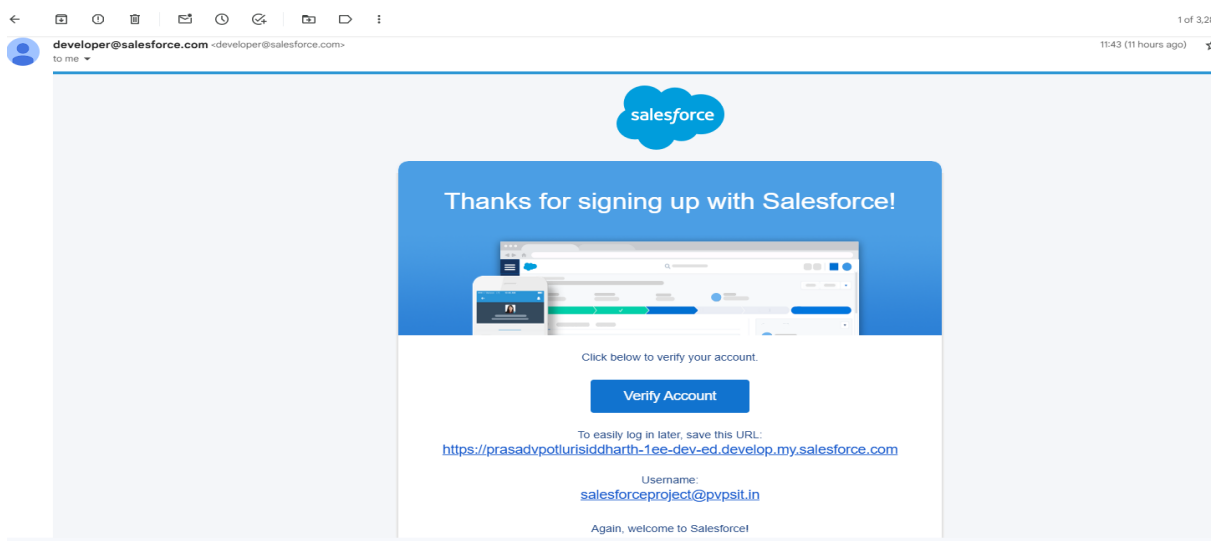 1 of 3,28
developer@salesforce.com <developer@salesforce.com>
11:43 (11 hours ago)
to me
salesforce
Thanks for signing up with Salesforce!
Click below to verify your account.
Verify Account
To easily log in later, save this URL:
https://prasadvpotlurisiddharth-1ee-dev-ed.develop.my.salesforce.com
Username:
salesforceproject@pvpsit.in
Again, welcome to Salesforce!